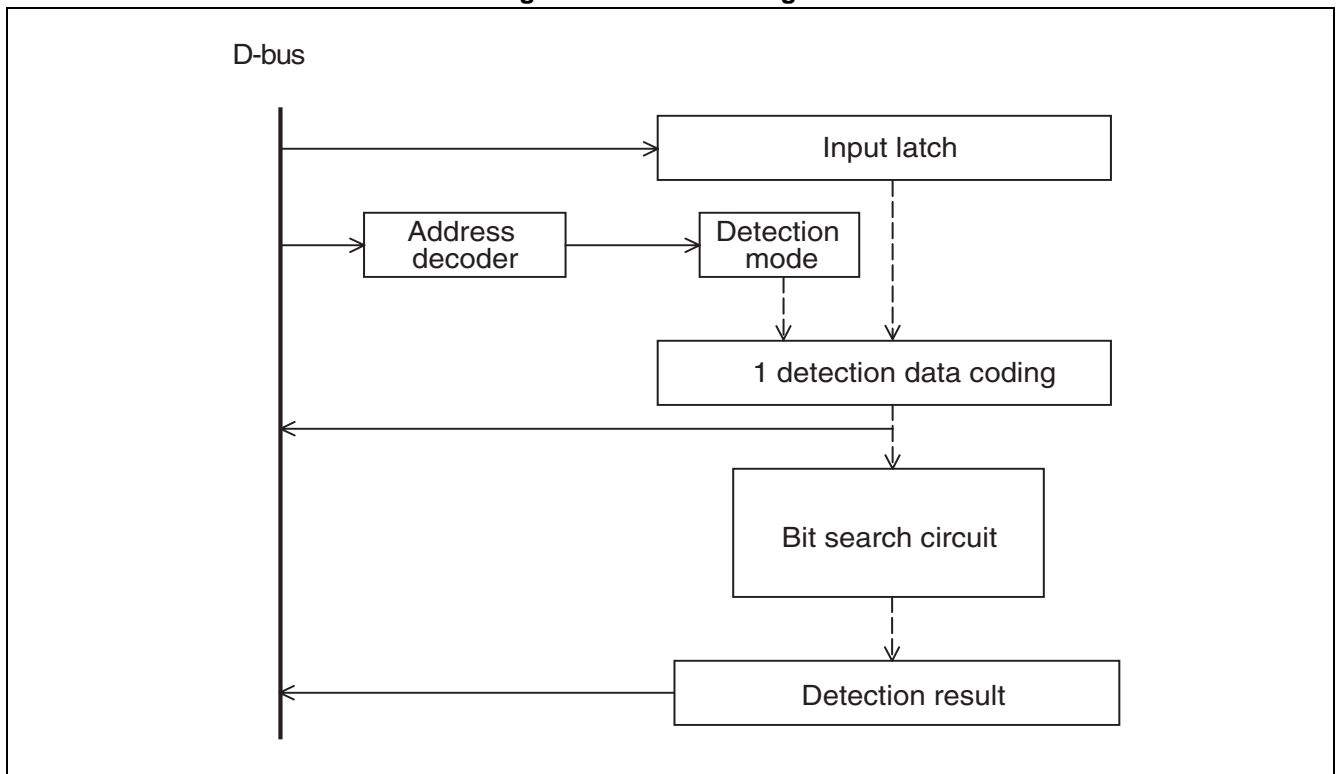 D-bus
Input latch
Address
decoder
Detection
mode
1 detection data coding
Bit search circuit
Detection result